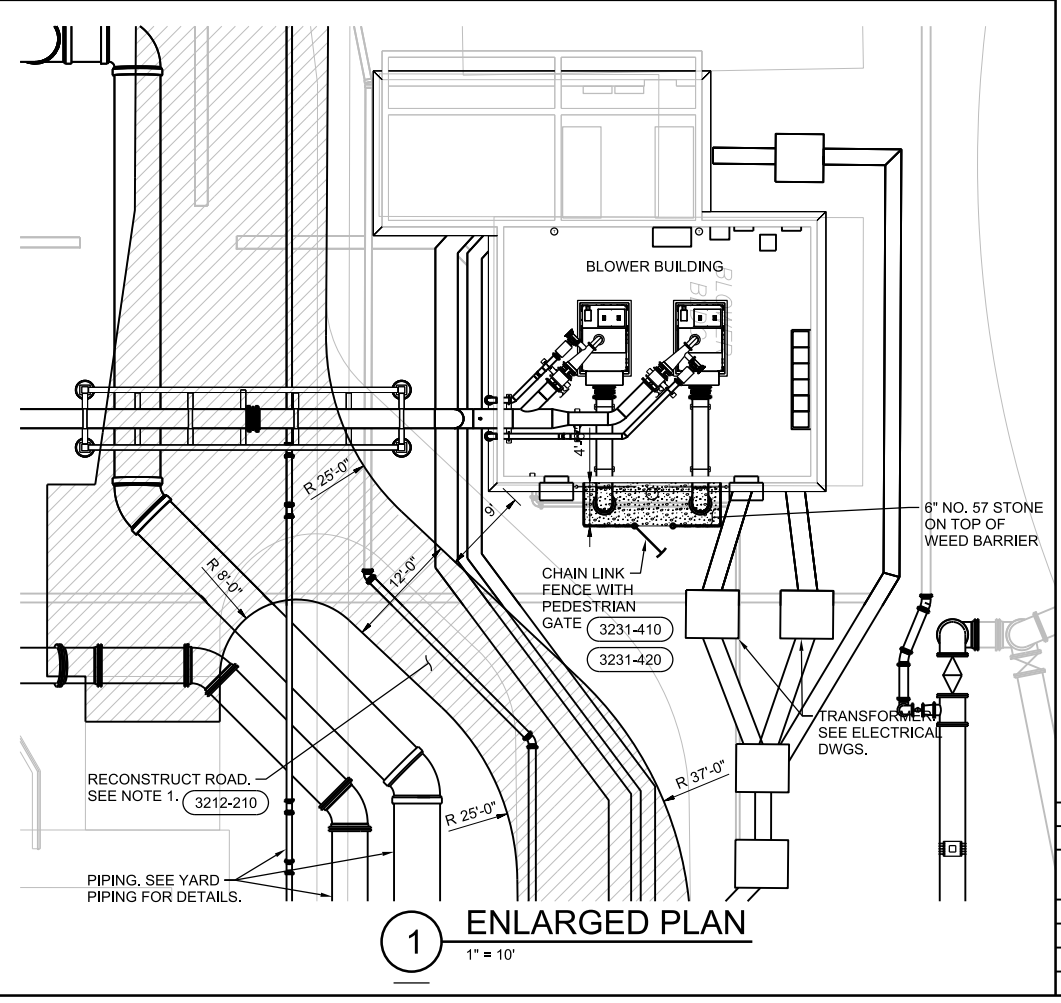 BLOWER BUILDING
BLOWER
R 25'-0"
4'
9'
6" NO. 57 STONE
ON TOP OF
WEED BARRIER
12'-0"
R 8'-0"
CHAIN LINK
FENCE WITH
PEDESTRIAN
GATE
3231-410
3231-420
TRANSFORMER.
SEE ELECTRICAL
DWGS.
RECONSTRUCT ROAD.
SEE NOTE 1.
3212-210
R 37'-0"
R 25'-0"
PIPING. SEE YARD
PIPING FOR DETAILS.
1
ENLARGED PLAN
1" = 10'